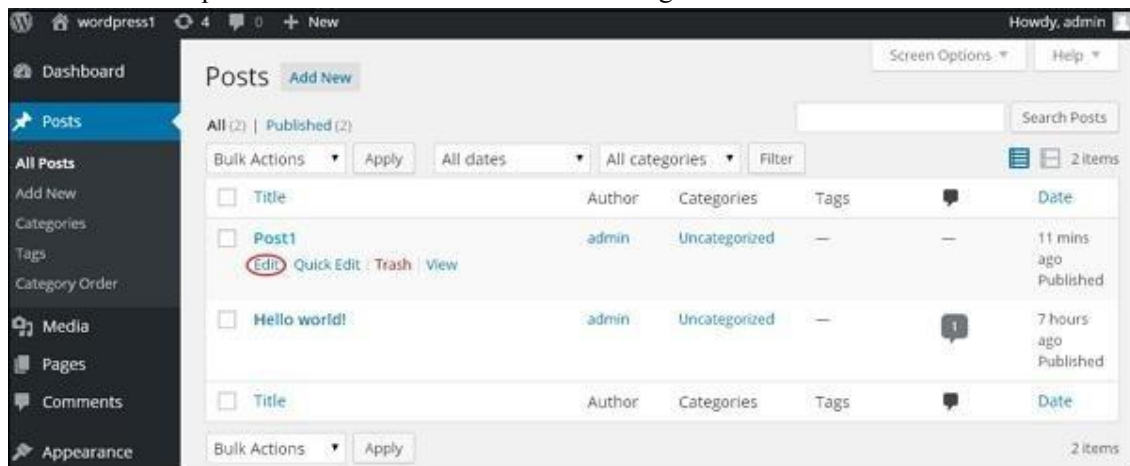 wordpress1 4 0 + New Howdy, admin
Dashboard
Posts
All Posts
Add New
Categories
Tags
Category Order
Media
Pages
Comments
Appearance
Screen Options Help
Posts Add New
All (2) | Published (2) Search Posts
Bulk Actions Apply All dates All categories Filter 2 items
Title Author Categories Tags Date
Post1 admin Uncategorized — — 11 mins
ago
Published
Edit | Quick Edit | Trash | View
Hello world! admin Uncategorized — 1 7 hours
ago
Published
Title Author Categories Tags Date
Bulk Actions Apply 2 items